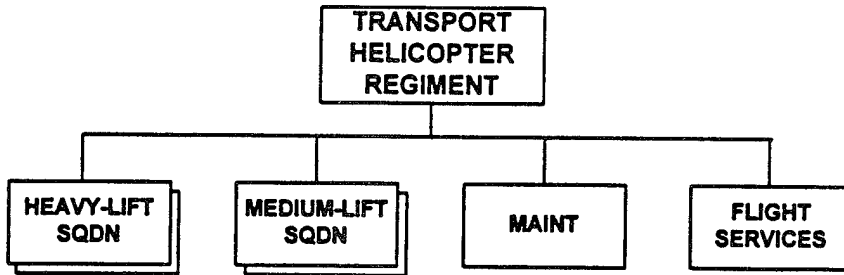 TRANSPORT
HELICOPTER
REGIMENT
HEAVY-LIFT
SQDN
MEDIUM-LIFT
SQDN
MAINT
FLIGHT
SERVICES